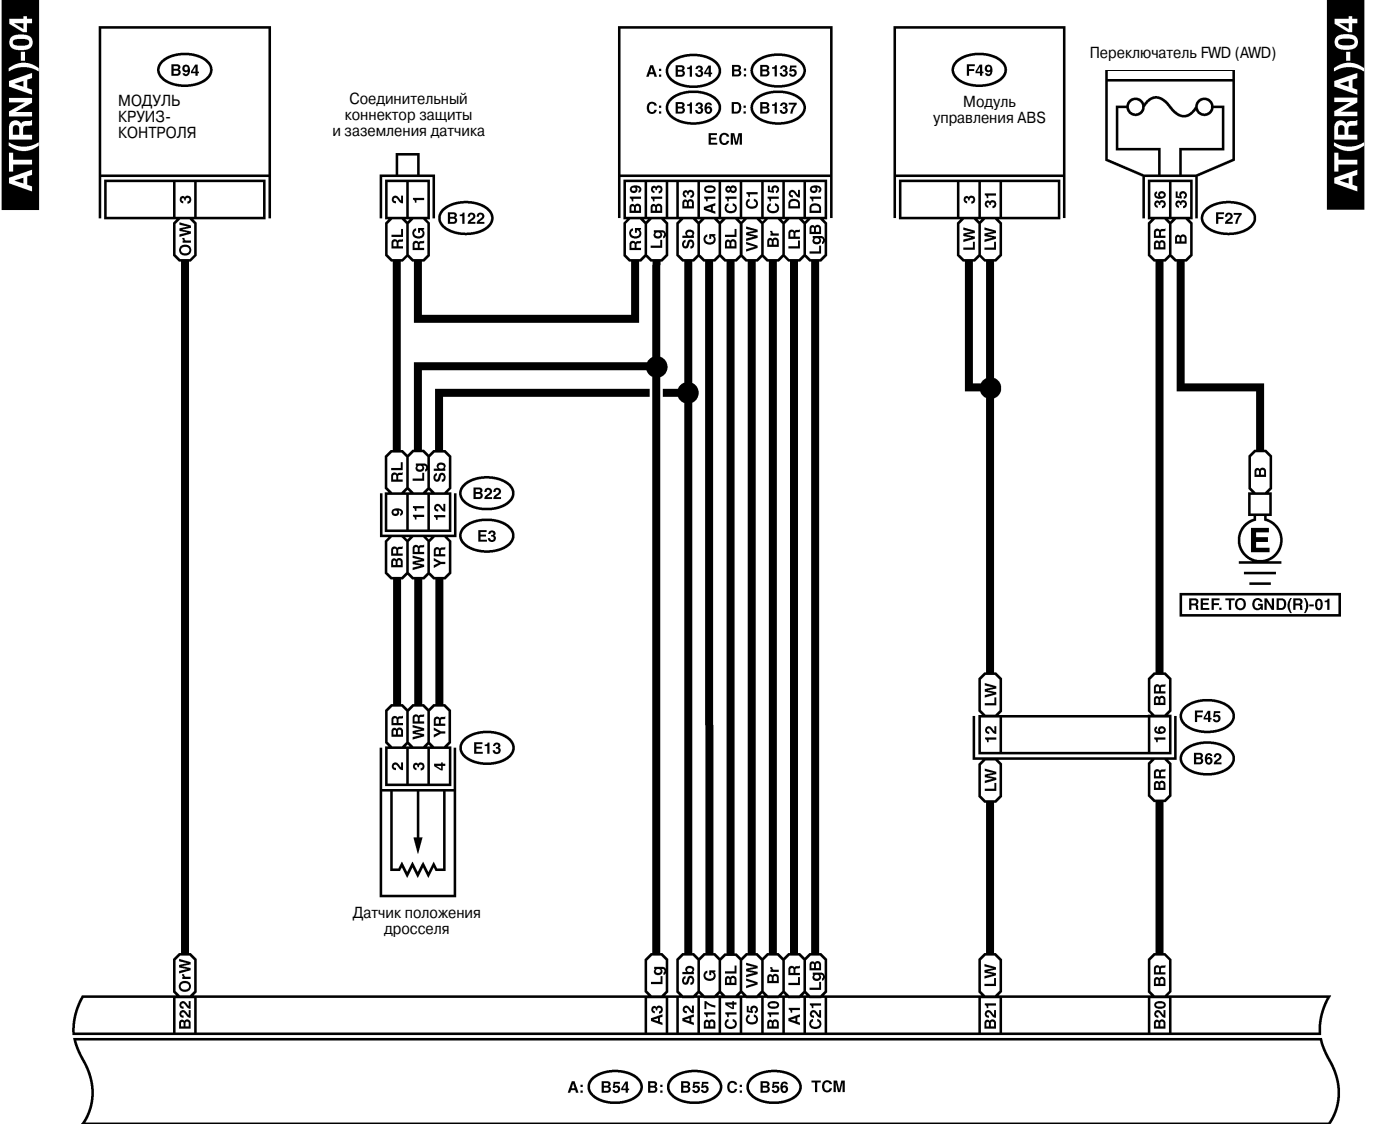 AT(RNA)-04
AT(RNA)-04
B94
МОДУЛЬ
КРУИЗ-
КОНТРОЛЯ
3
OrW
Соединительный
коннектор защиты
и заземления датчика
2 1
B122
RL RG
A: B134 B: B135
C: B136 D: B137
ECM
B19 B13 B3 A10 C18 C1 C15 D2 D19
RG Lg Sb G BL VW Br LR LgB
F49
Модуль
управления ABS
3 31
LW LW
Переключатель FWD (AWD)
36 35
F27
BR B
RL Lg Sb
B22
9 11 12
E3
BR WR YR
B
E
REF. TO GND(R)-01
BR WR YR
E13
2 3 4
Датчик положения
дросселя
LW BR
F45
12 16
B62
LW BR
OrW Lg Sb G BL VW Br LR LgB LW BR
B22 A3 A2 B17 C14 C5 B10 A1 C21 B21 B20
A: B54 B: B55 C: B56 TCM